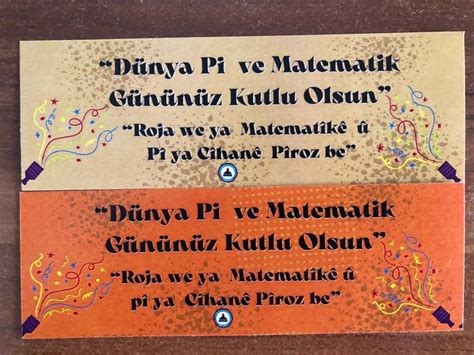 “Dünya Pi ve Matematik
Gününüz Kutlu Olsun”
“Roja we ya Matematîkê û
Pî ya Cîhanê Pîroz be”
“Dünya Pi ve Matematik
Gününüz Kutlu Olsun”
“Roja we ya Matematîkê û
pî ya Cîhanê Pîroz be”